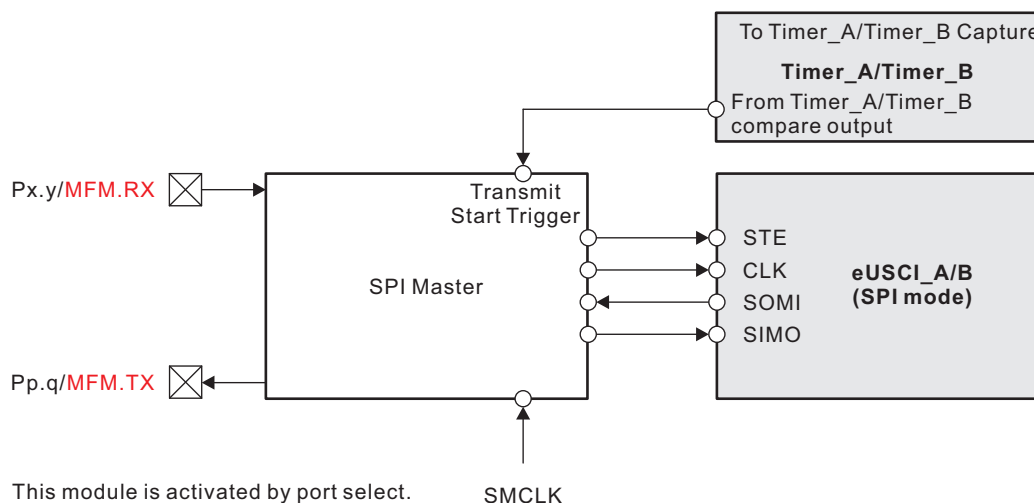 To Timer_A/Timer_B Capture
Timer_A/Timer_B
From Timer_A/Timer_B
compare output
Px.y/MFM.RX
Transmit
Start Trigger
STE
CLK
SOMI
SIMO
SPI Master
eUSCI_A/B
(SPI mode)
Pp.q/MFM.TX
This module is activated by port select.
SMCLK